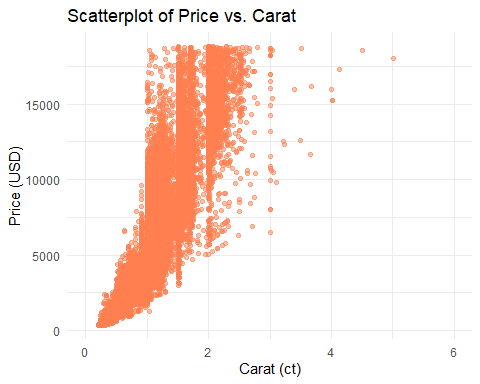 Scatterplot of Price vs. Carat
Price (USD)
15000
10000
5000
0
0 2 4 6
Carat (ct)